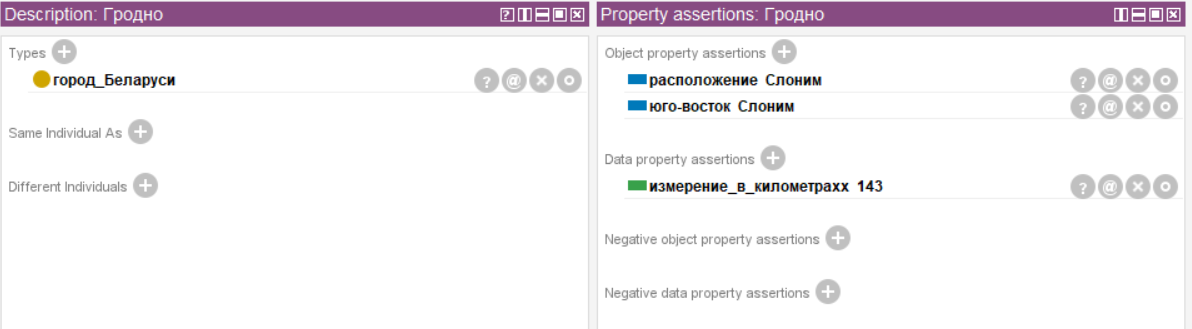 Description: Гродно
Types
город_Беларуси
Same Individual As
Different Individuals
Property assertions: Гродно
Object property assertions
расположение Слоним
юго-восток Слоним
Data property assertions
измерение_в_километрахх 143
Negative object property assertions
Negative data property assertions